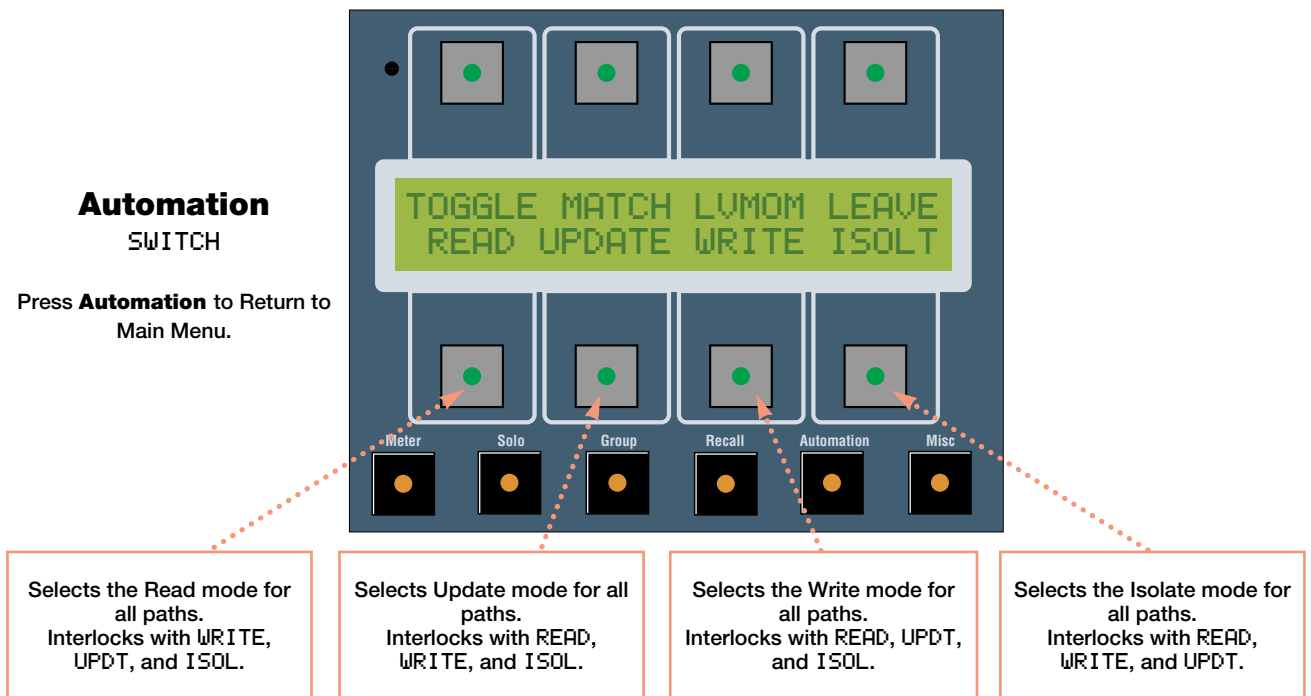 Automation
SWITCH
Press Automation to Return to
Main Menu.
TOGGLE MATCH LVMOM LEAVE
READ UPDATE WRITE ISOLT
Meter Solo Group Recall Automation Misc
Selects the Read mode for
all paths.
Interlocks with WRITE,
UPDT, and ISOL.
Selects Update mode for all
paths.
Interlocks with READ,
WRITE, and ISOL.
Selects the Write mode for
all paths.
Interlocks with READ, UPDT,
and ISOL.
Selects the Isolate mode for
all paths.
Interlocks with READ,
WRITE, and UPDT.